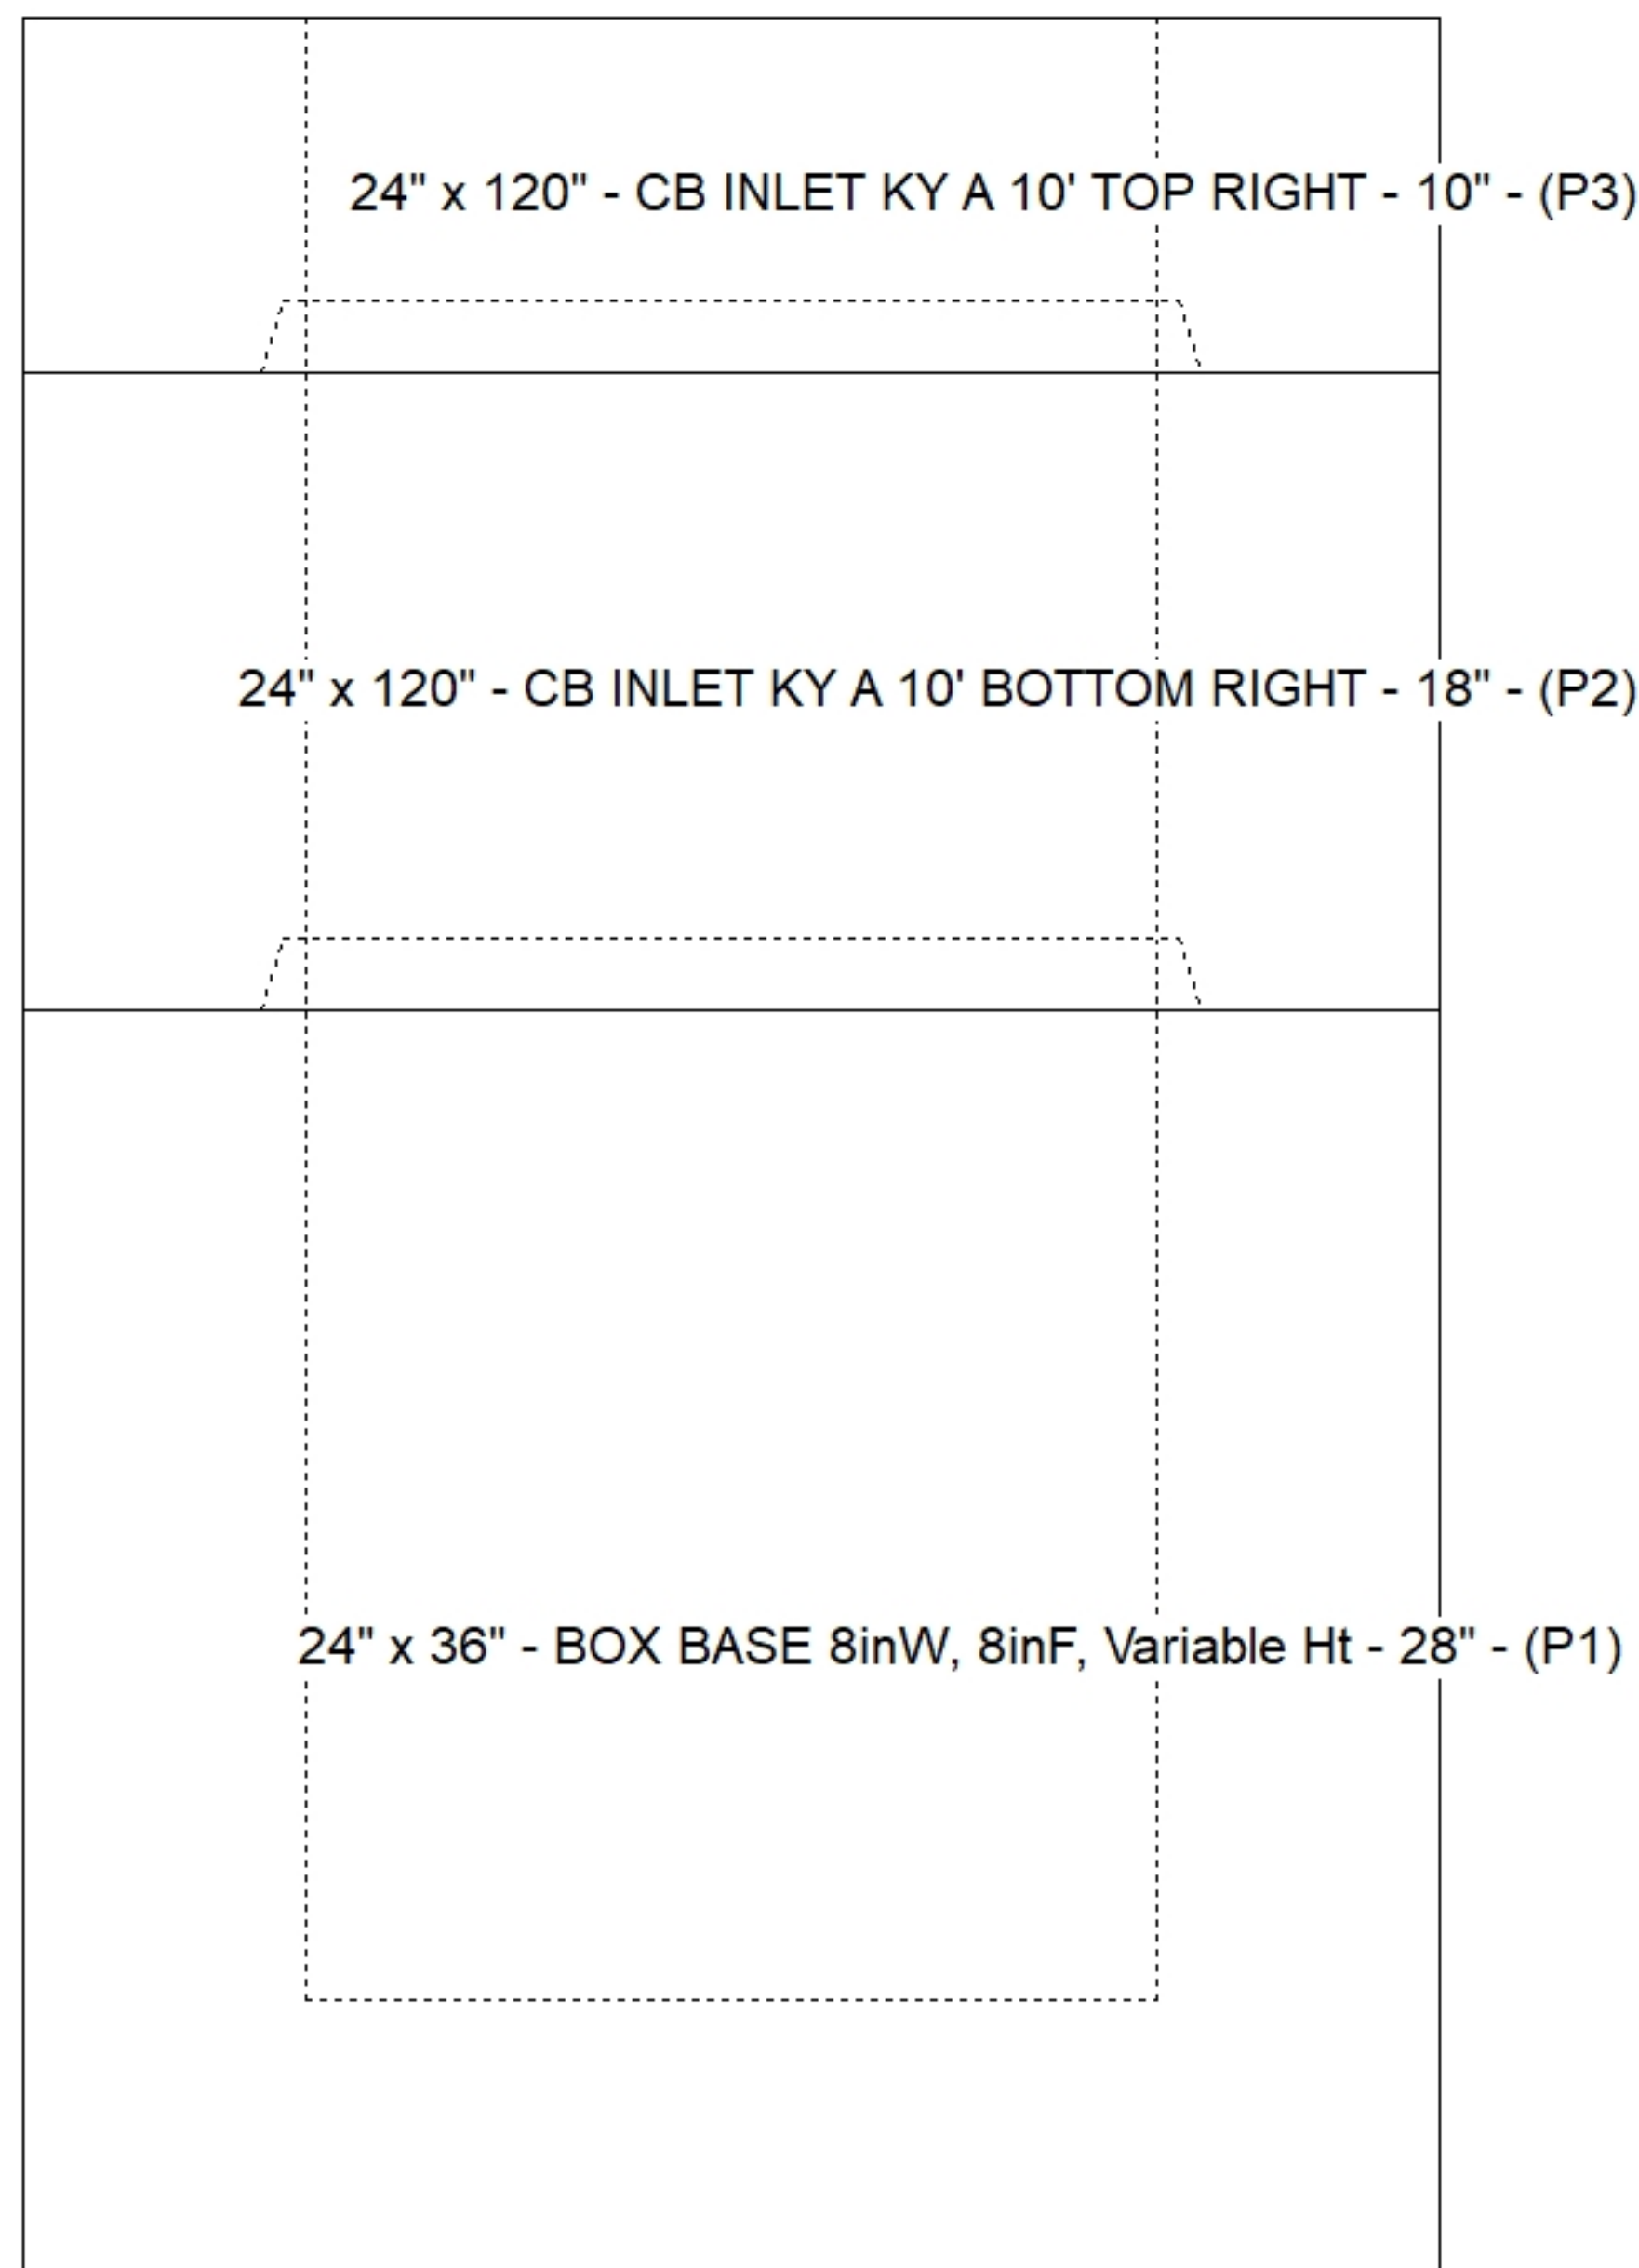 24" x 120" - CB INLET KY A 10' TOP RIGHT - 10" - (P3)
24" x 120" - CB INLET KY A 10' BOTTOM RIGHT - 18" - (P2)
24" x 36" - BOX BASE 8inW, 8inF, Variable Ht - 28" - (P1)